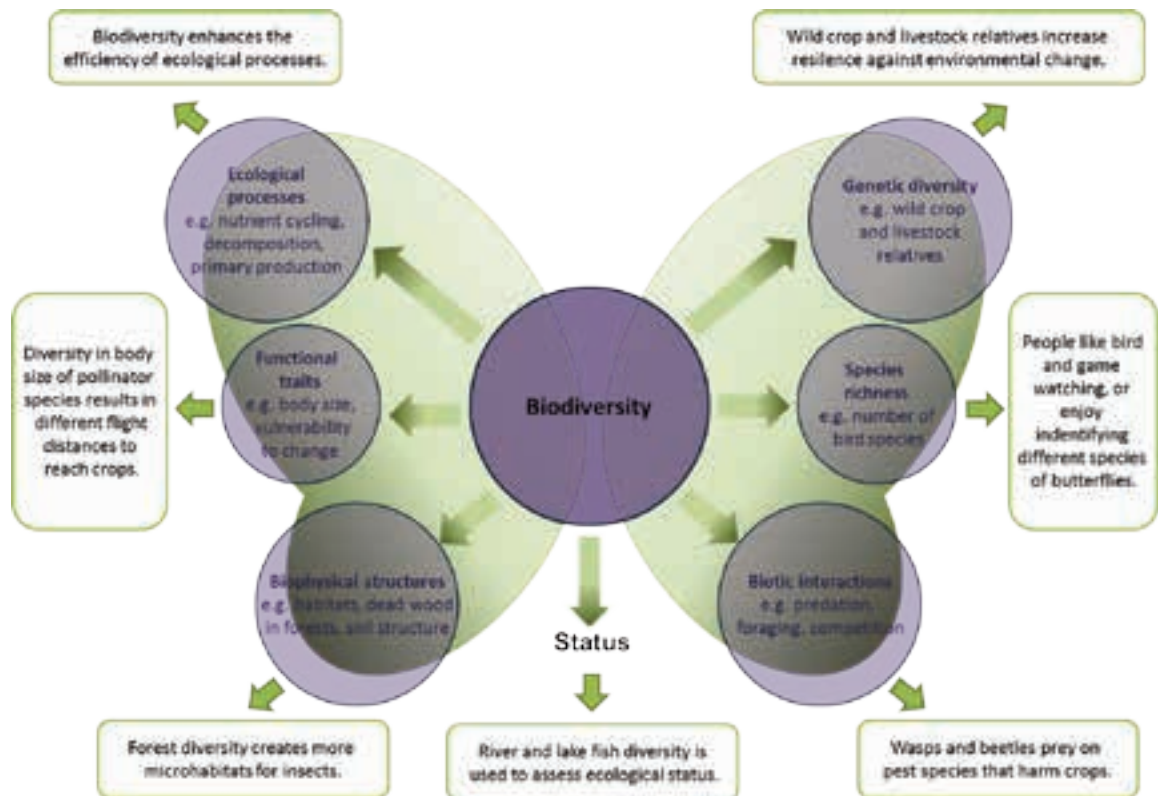 Biodiversity enhances the
efficiency of ecological processes.
Wild crop and livestock relatives increase
resilence against environmental change.
Ecological
processes
e.g. nutrient cycling,
decomposition,
primary production
Genetic diversity
e.g. wild crop
and livestock
relatives
Diversity in body
size of pollinator
species results in
different flight
distances to
reach crops.
Functional
traits
e.g. body size,
vulnerability
to change
Biodiversity
Species
richness
e.g. number of
bird species
People like bird
and game
watching, or
enjoy
indentifying
different species
of butterflies.
Biophysical structures
e.g. habitats, dead wood
in forests, soil structure
Status
Biotic interactions
e.g. predation,
foraging, competition
Forest diversity creates more
microhabitats for insects.
River and lake fish diversity is
used to assess ecological status.
Wasps and beetles prey on
pest species that harm crops.